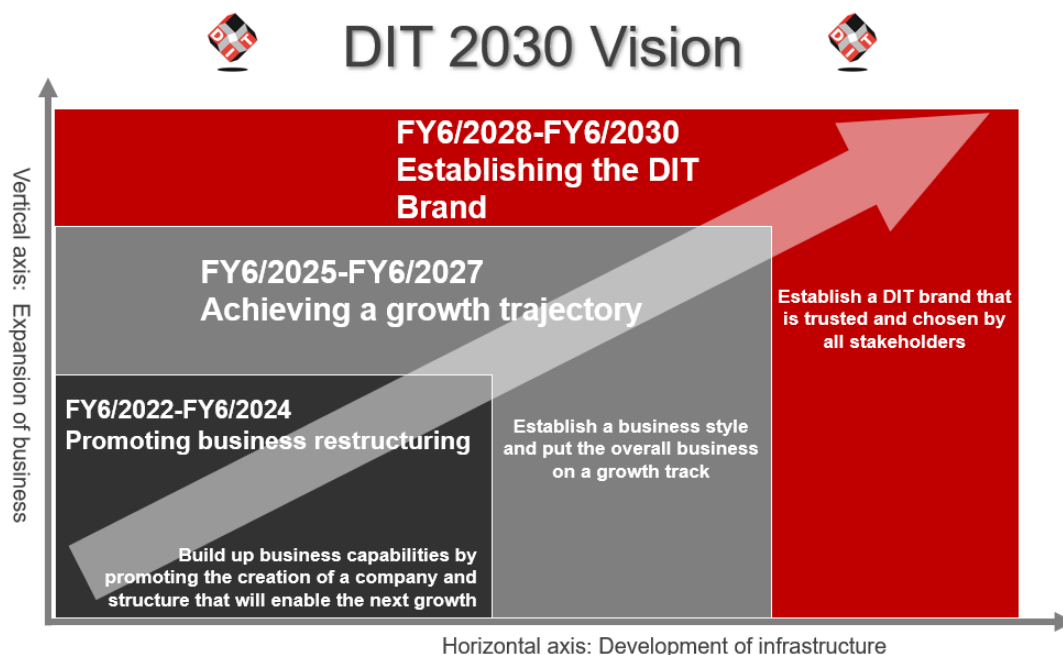 DIT 2030 Vision
D I T
D I T
FY6/2028-FY6/2030
Establishing the DIT
Brand
FY6/2025-FY6/2027
Achieving a growth trajectory
Establish a DIT brand that
is trusted and chosen by
all stakeholders
FY6/2022-FY6/2024
Promoting business restructuring
Establish a business style
and put the overall business
on a growth track
Build up business capabilities by
promoting the creation of a company and
structure that will enable the next growth
Vertical axis: Expansion of business
Horizontal axis: Development of infrastructure